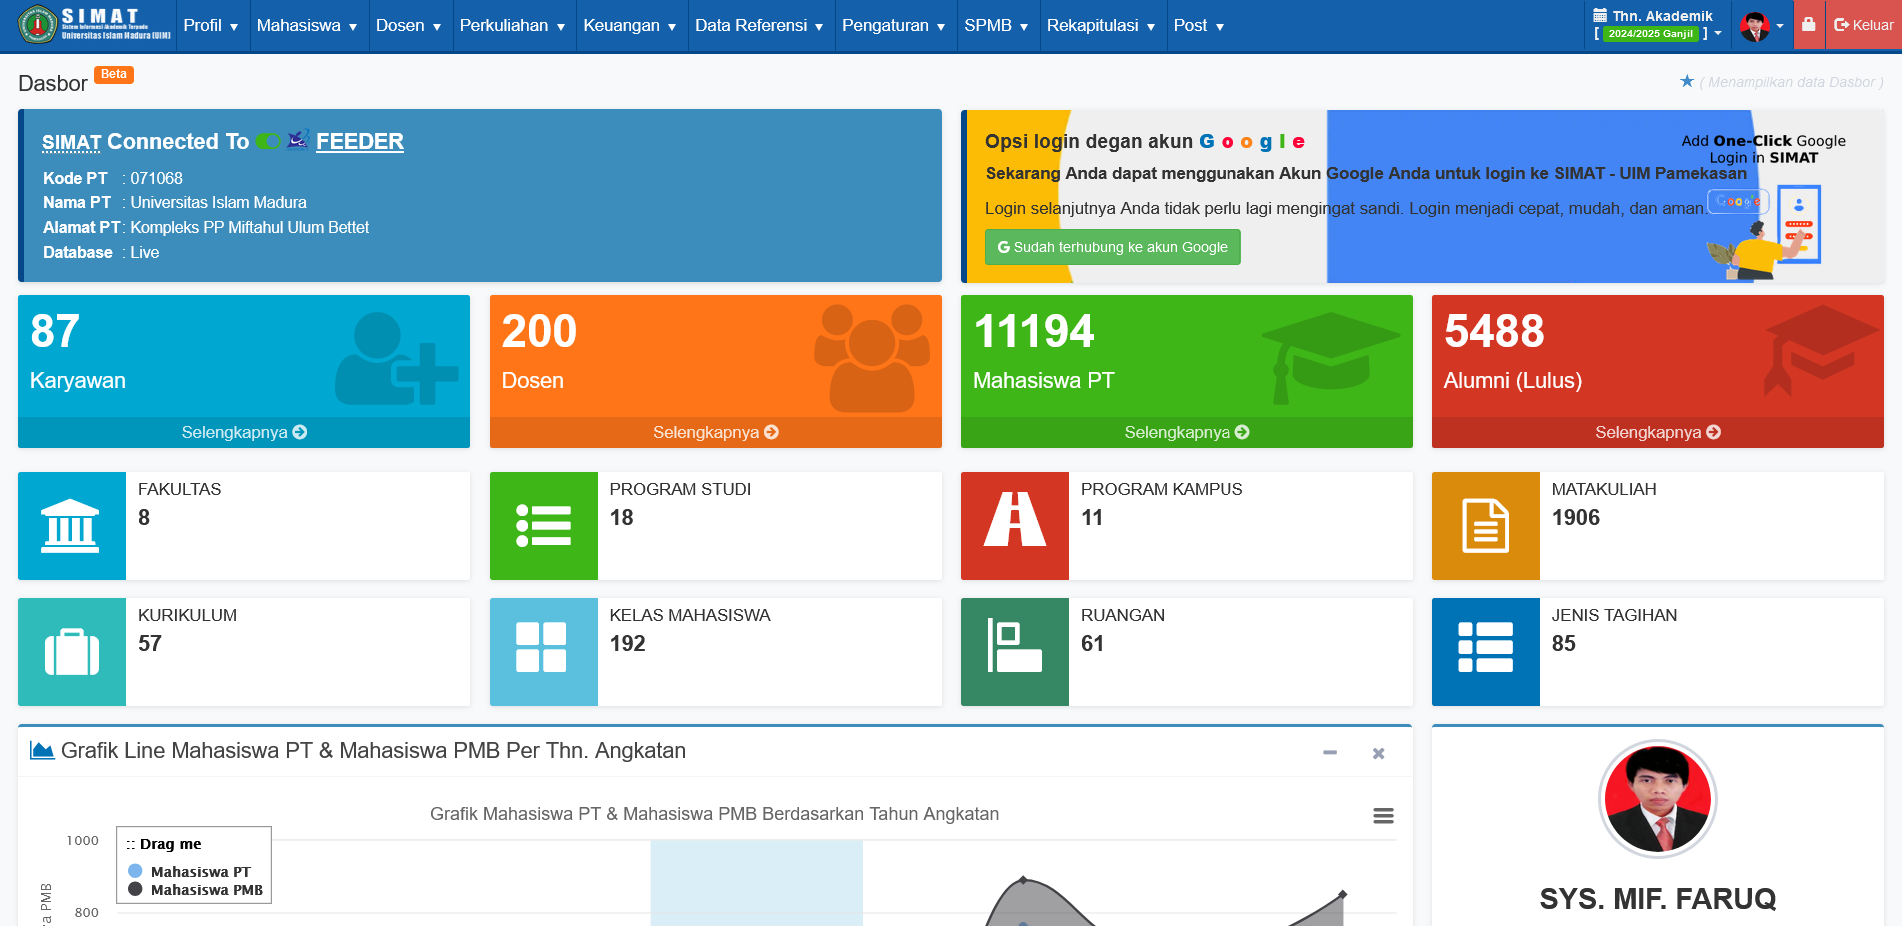 SIMAT
Sistem Informasi Akademik Terpadu
Universitas Islam Madura (UIM)
Profil ▼
Mahasiswa ▼
Dosen ▼
Perkuliahan ▼
Keuangan ▼
Data Referensi ▼
Pengaturan ▼
SPMB ▼
Rekapitulasi ▼
Post ▼
Thn. Akademik
[ 2024/2025 Ganjil ]
Keluar
Dasbor Beta
( Menampilkan data Dasbor )
SIMAT Connected To FEEDER
Kode PT : 071068
Nama PT : Universitas Islam Madura
Alamat PT : Kompleks PP Miftahul Ulum Bettet
Database : Live
Opsi login degan akun G o o g l e
Sekarang Anda dapat menggunakan Akun Google Anda untuk login ke SIMAT - UIM Pamekasan
Login selanjutnya Anda tidak perlu lagi mengingat sandi. Login menjadi cepat, mudah, dan aman.
G Sudah terhubung ke akun Google
Add One-Click Google
Login in SIMAT
Google
87
Karyawan
Selengkapnya
200
Dosen
Selengkapnya
11194
Mahasiswa PT
Selengkapnya
5488
Alumni (Lulus)
Selengkapnya
FAKULTAS
8
PROGRAM STUDI
18
PROGRAM KAMPUS
11
MATAKULIAH
1906
KURIKULUM
57
KELAS MAHASISWA
192
RUANGAN
61
JENIS TAGIHAN
85
Grafik Line Mahasiswa PT & Mahasiswa PMB Per Thn. Angkatan
Grafik Mahasiswa PT & Mahasiswa PMB Berdasarkan Tahun Angkatan
1000
800
:: Drag me
Mahasiswa PT
Mahasiswa PMB
PMB
SYS. MIF. FARUQ